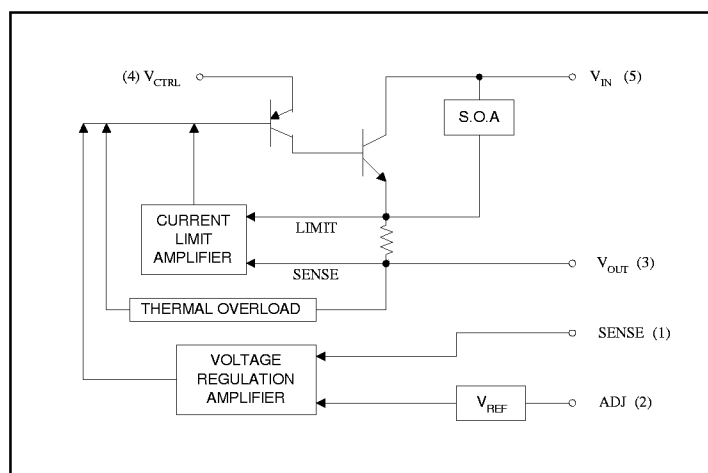 (4) VCTRL
VIN (5)
S.O.A
CURRENT
LIMIT
AMPLIFIER
LIMIT
SENSE
VOUT (3)
THERMAL OVERLOAD
SENSE (1)
VOLTAGE
REGULATION
AMPLIFIER
VREF
ADJ (2)